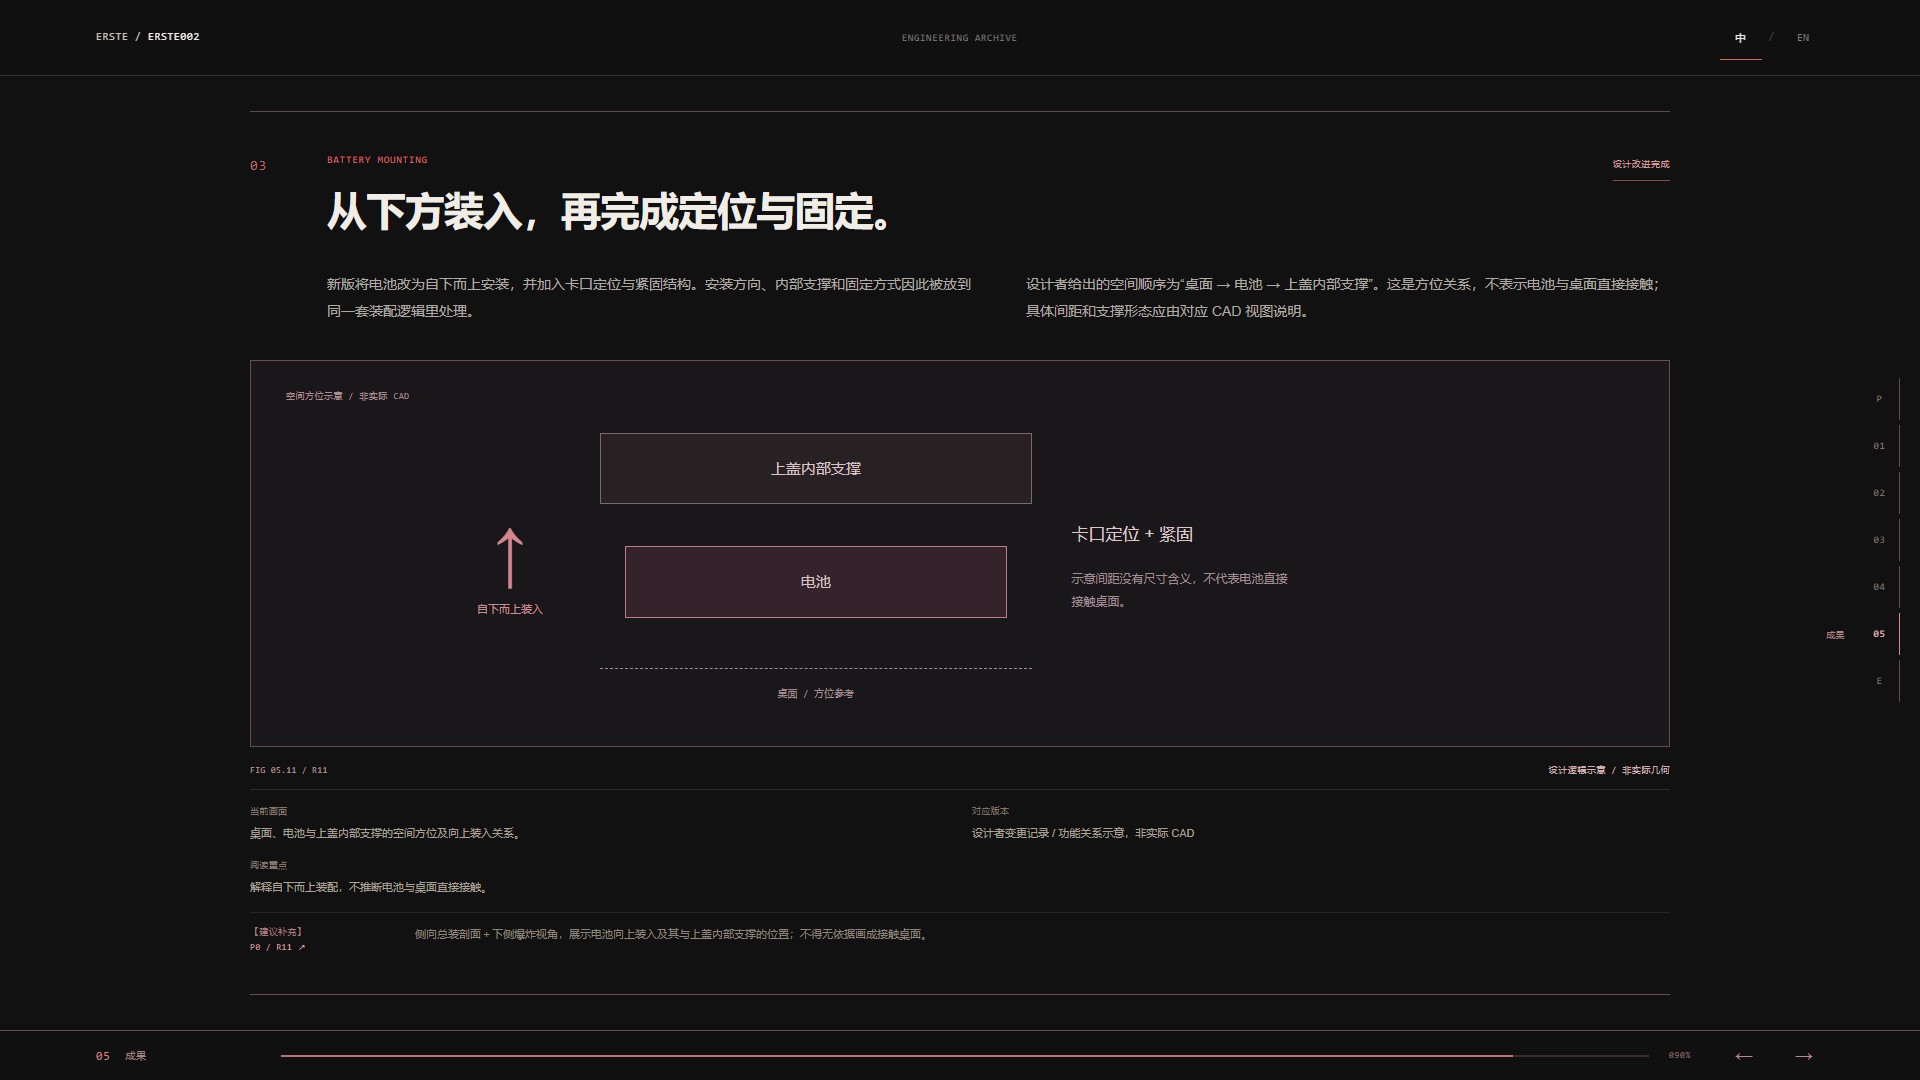 ERSTE / ERSTE002
ENGINEERING ARCHIVE
中 / EN
03
BATTERY MOUNTING
设计改进完成
从下方装入，再完成定位与固定。
新版将电池改为自下而上安装，并加入卡口定位与紧固结构。安装方向、内部支撑和固定方式因此被放到
同一套装配逻辑里处理。
设计者给出的空间顺序为“桌面 → 电池 → 上盖内部支撑”。这是方位关系，不表示电池与桌面直接接触；
具体间距和支撑形态应由对应 CAD 视图说明。
空间方位示意 / 非实际 CAD
上盖内部支撑
↑
自下而上装入
电池
卡口定位 + 紧固
示意间距没有尺寸含义，不代表电池直接
接触桌面。
桌面 / 方位参考
FIG 05.11 / R11
设计逻辑示意 / 非实际几何
当前画面
桌面、电池与上盖内部支撑的空间方位及向上装入关系。
对应版本
设计者变更记录 / 功能关系示意，非实际 CAD
阅读重点
解释自下而上装配，不推断电池与桌面直接接触。
【建议补充】
P0 / R11 ↗
侧向总装剖面 + 下侧爆炸视角，展示电池向上装入及其与上盖内部支撑的位置；不得无依据画成接触桌面。
P
01
02
03
04
成果 05
E
05 成果
090%
← →